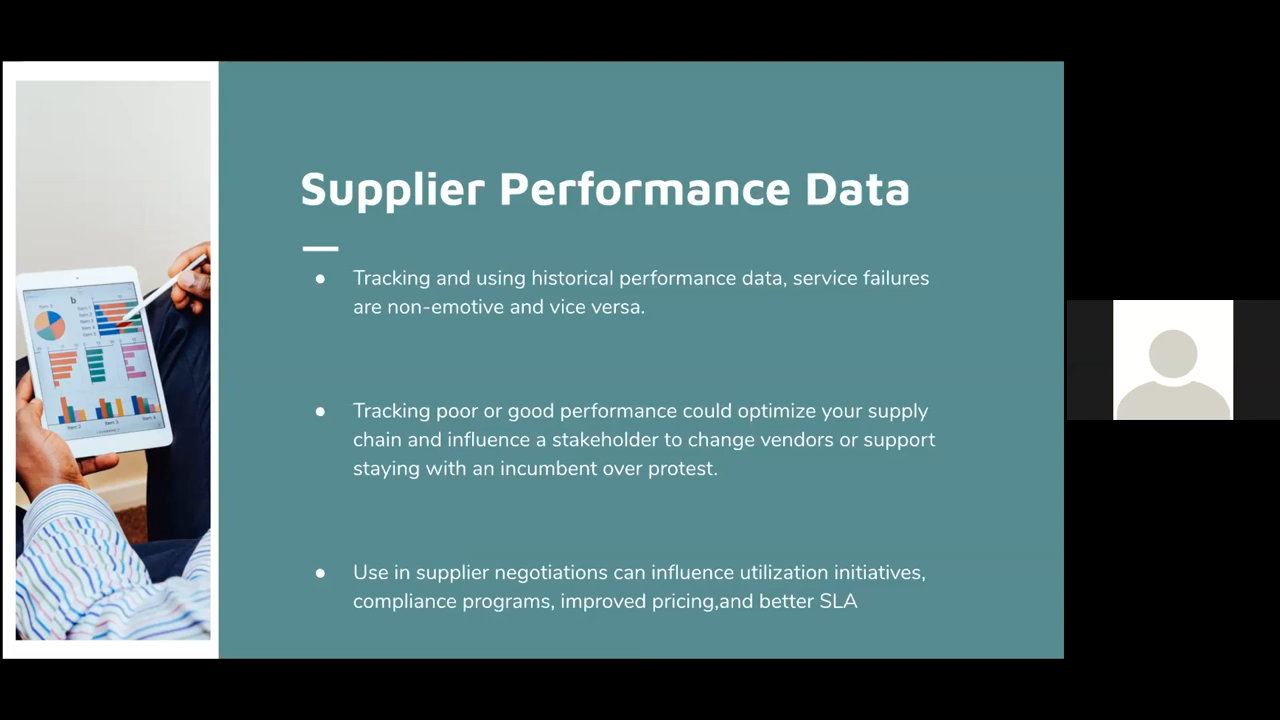 Supplier Performance Data
● Tracking and using historical performance data, service failures
are non-emotive and vice versa.
● Tracking poor or good performance could optimize your supply
chain and influence a stakeholder to change vendors or support
staying with an incumbent over protest.
● Use in supplier negotiations can influence utilization initiatives,
compliance programs, improved pricing,and better SLA
b